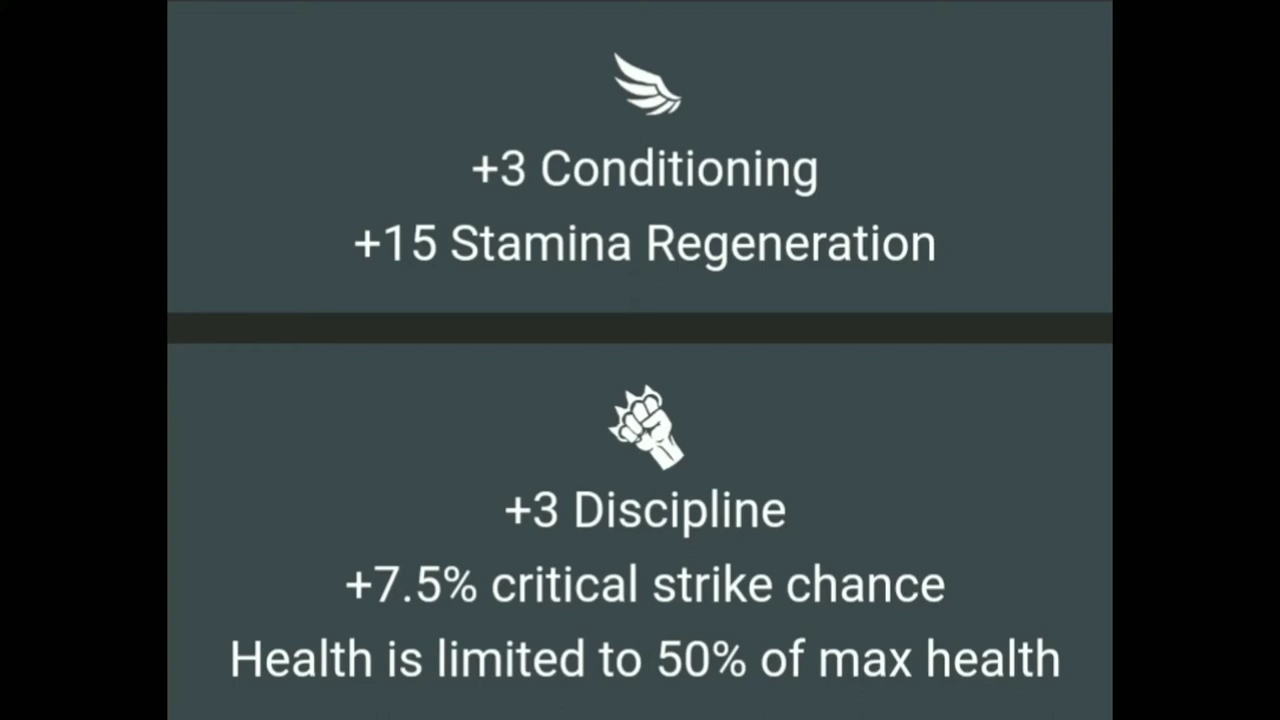 +3 Conditioning
+15 Stamina Regeneration
+3 Discipline
+7.5% critical strike chance
Health is limited to 50% of max health